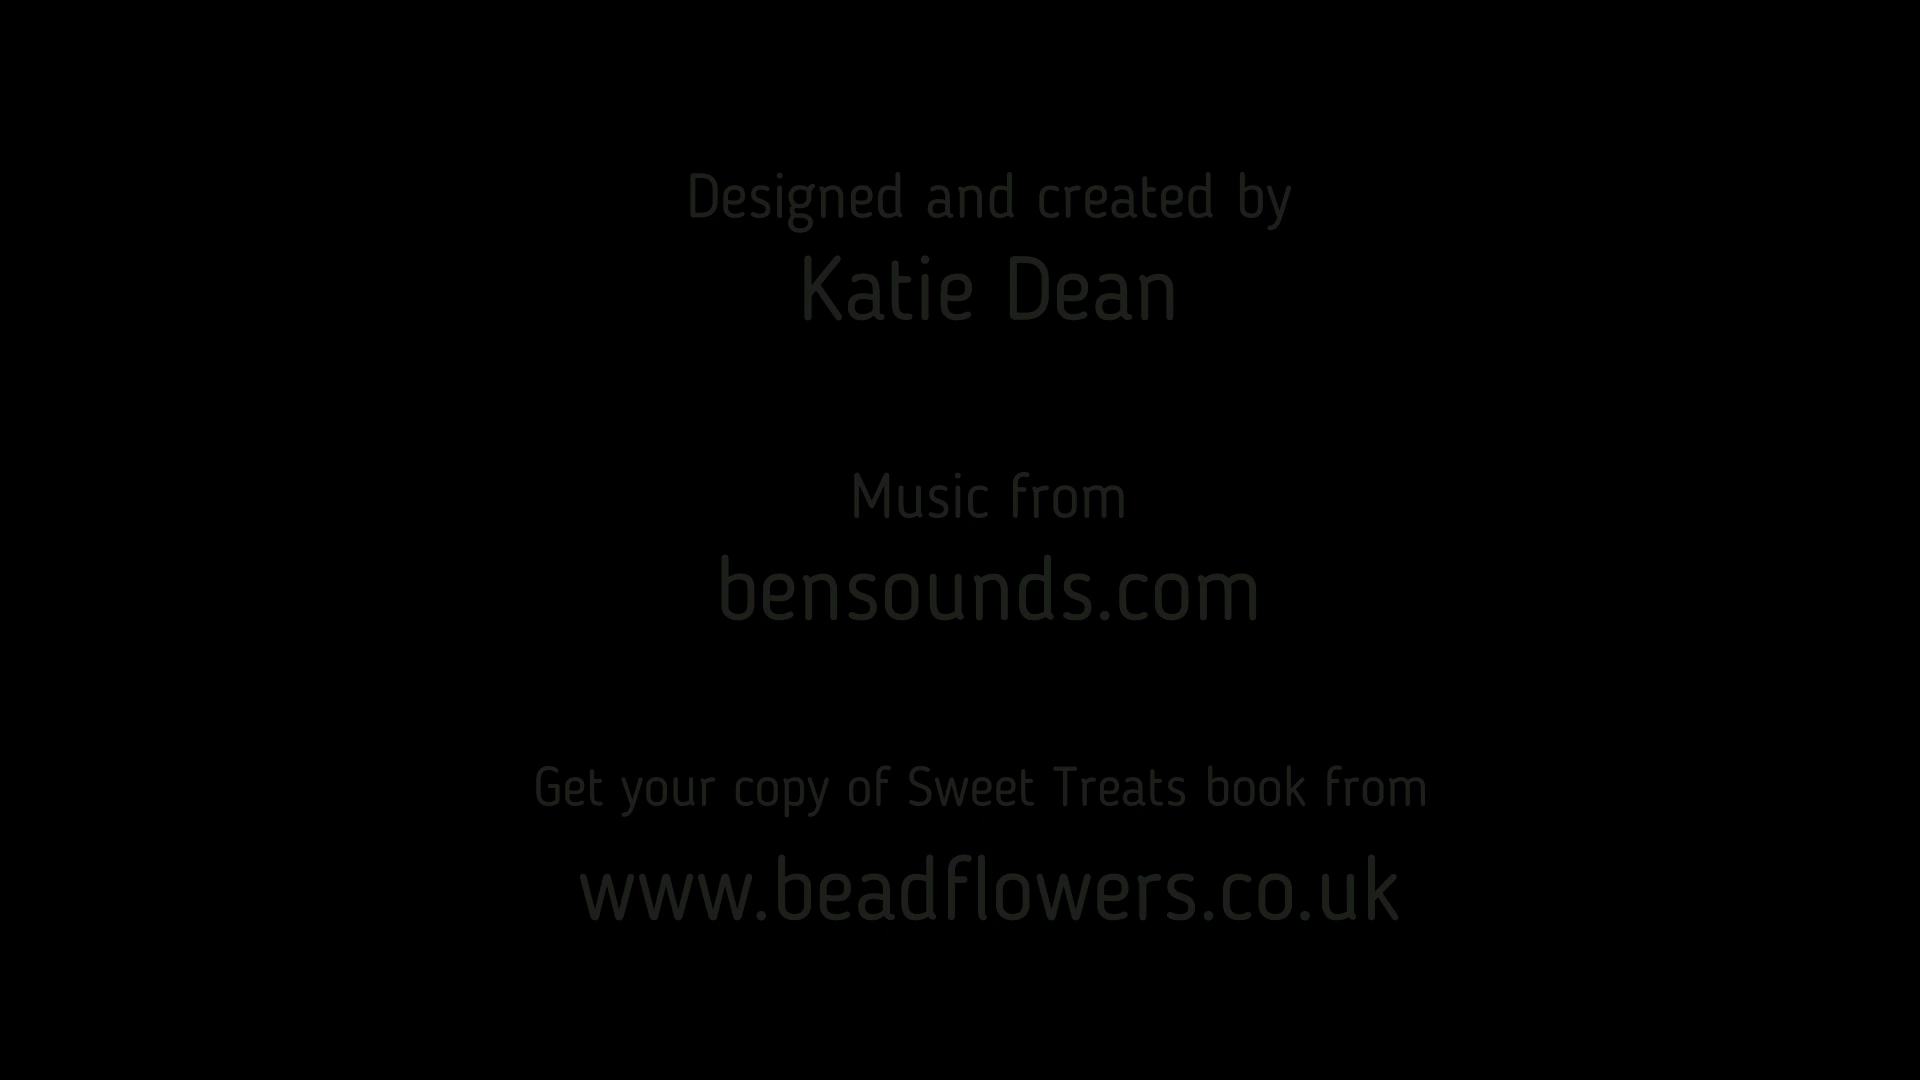 Designed and created by
Katie Dean
Music from
bensounds.com
Get your copy of Sweet Treats book from
www.beadflowers.co.uk